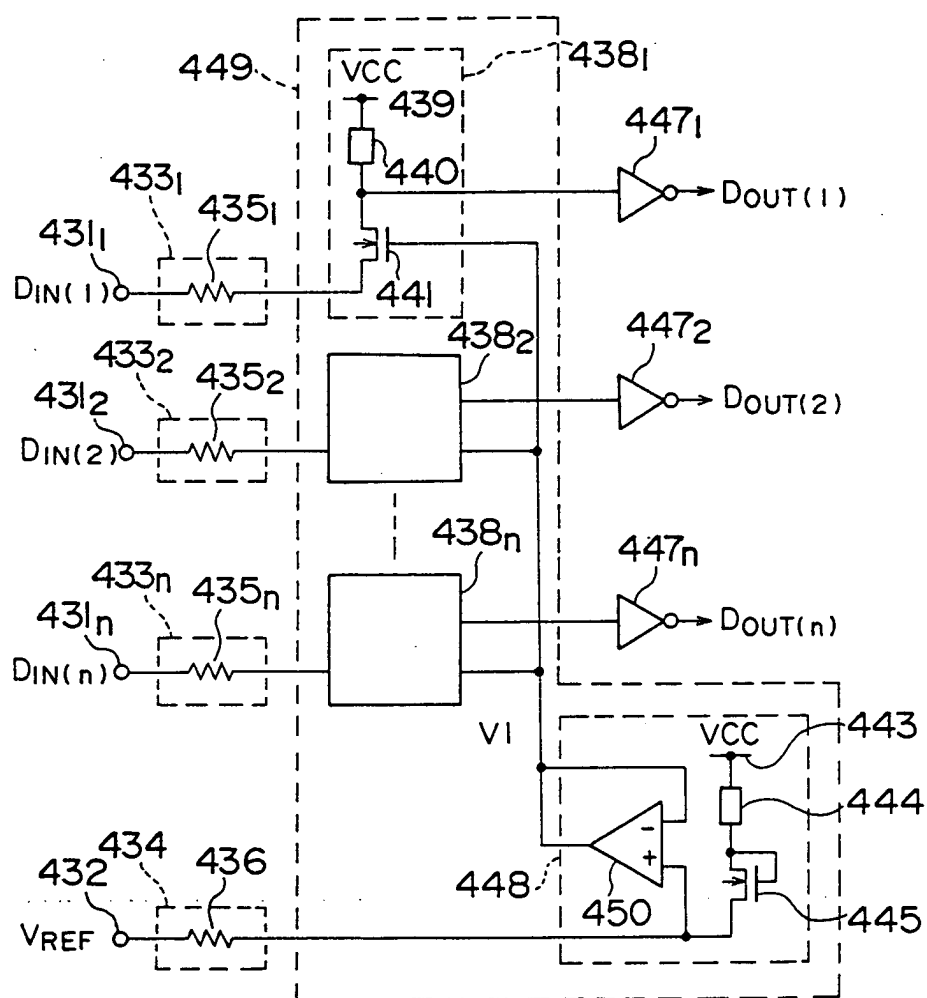 449
438₁
VCC
439
440
447₁
DOUT(1)
433₁
435₁
431₁
DIN(1)
441
438₂
447₂
DOUT(2)
433₂
435₂
431₂
DIN(2)
438n
447n
DOUT(n)
433n
435n
431n
DIN(n)
V1
VCC
443
444
434
436
432
VREF
448
-
+
450
445